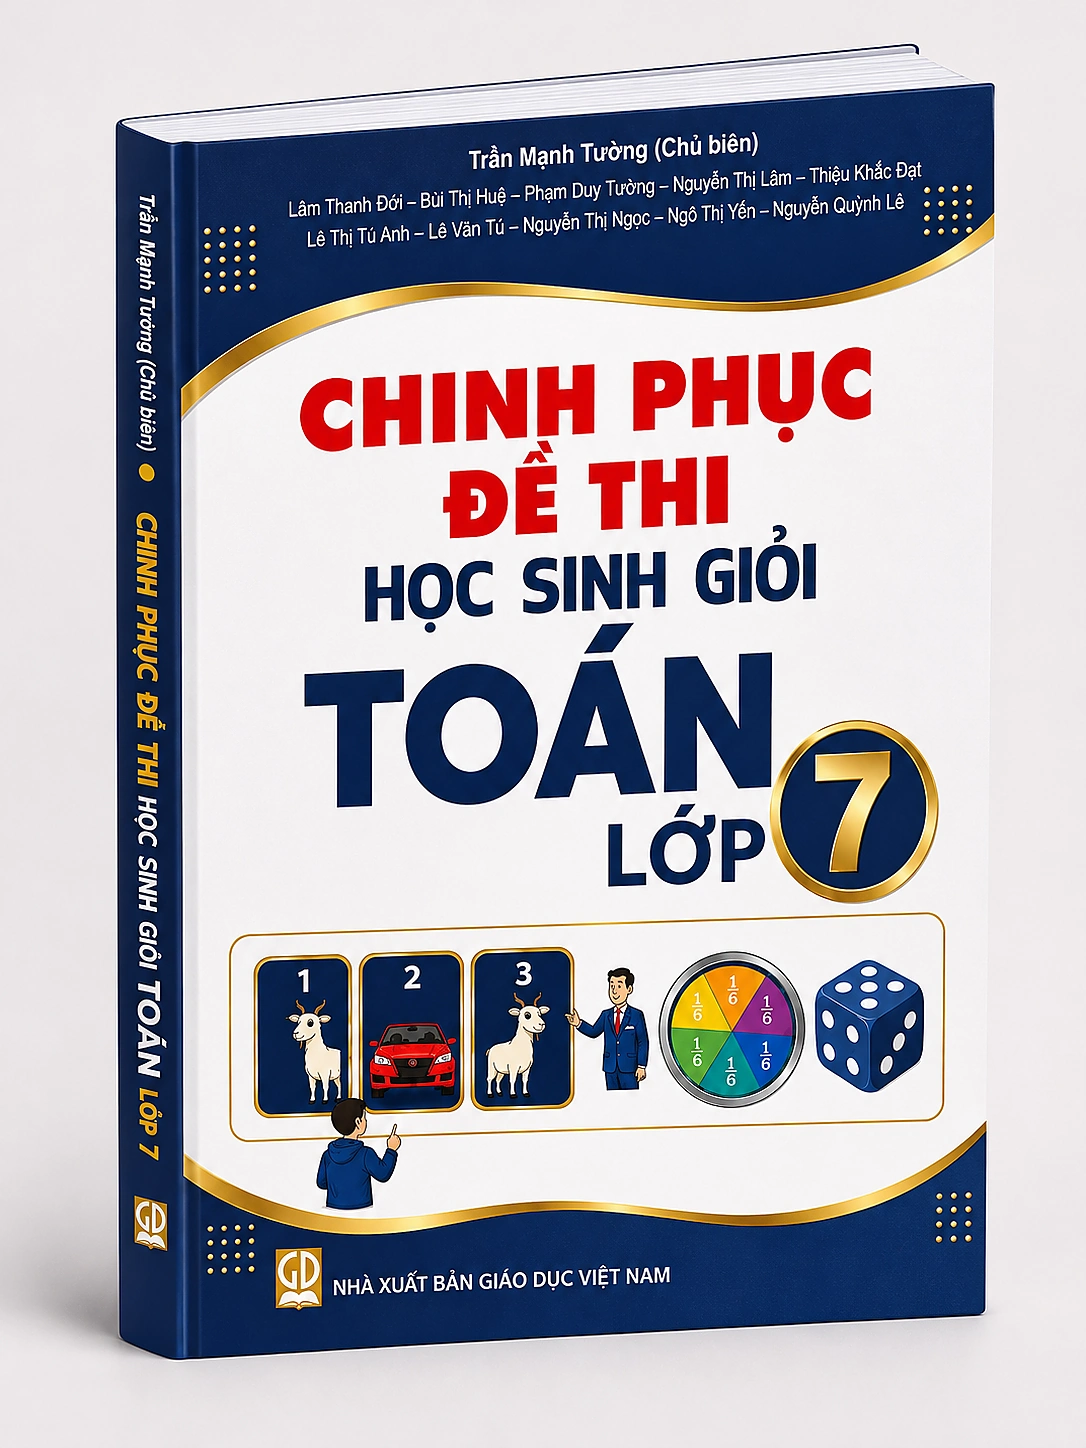 Trần Mạnh Tường (Chủ biên)
Lâm Thanh Đới – Bùi Thị Huệ – Phạm Duy Tường – Nguyễn Thị Lâm – Thiệu Khắc Đạt
Lê Thị Tú Anh – Lê Văn Tú – Nguyễn Thị Ngọc – Ngô Thị Yến – Nguyễn Quỳnh Lê
CHINH PHỤC
ĐỀ THI
HỌC SINH GIỎI
TOÁN
LỚP 7
1 2 3
1/6 1/6 1/6 1/6 1/6 1/6
GD NHÀ XUẤT BẢN GIÁO DỤC VIỆT NAM
Trần Mạnh Tường (Chủ biên) • CHINH PHỤC ĐỀ THI HỌC SINH GIỎI TOÁN LỚP 7
GD